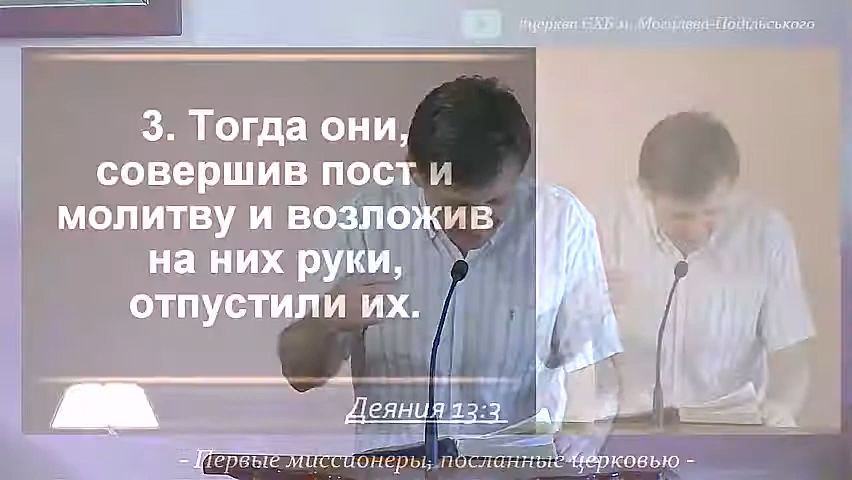 #церква ЄХБ м. Могилева-Подільського
3. Тогда они,
совершив пост и
молитву и возложив
на них руки,
отпустили их.
Деяния 13:3
- Первые миссионеры, посланные церковью -